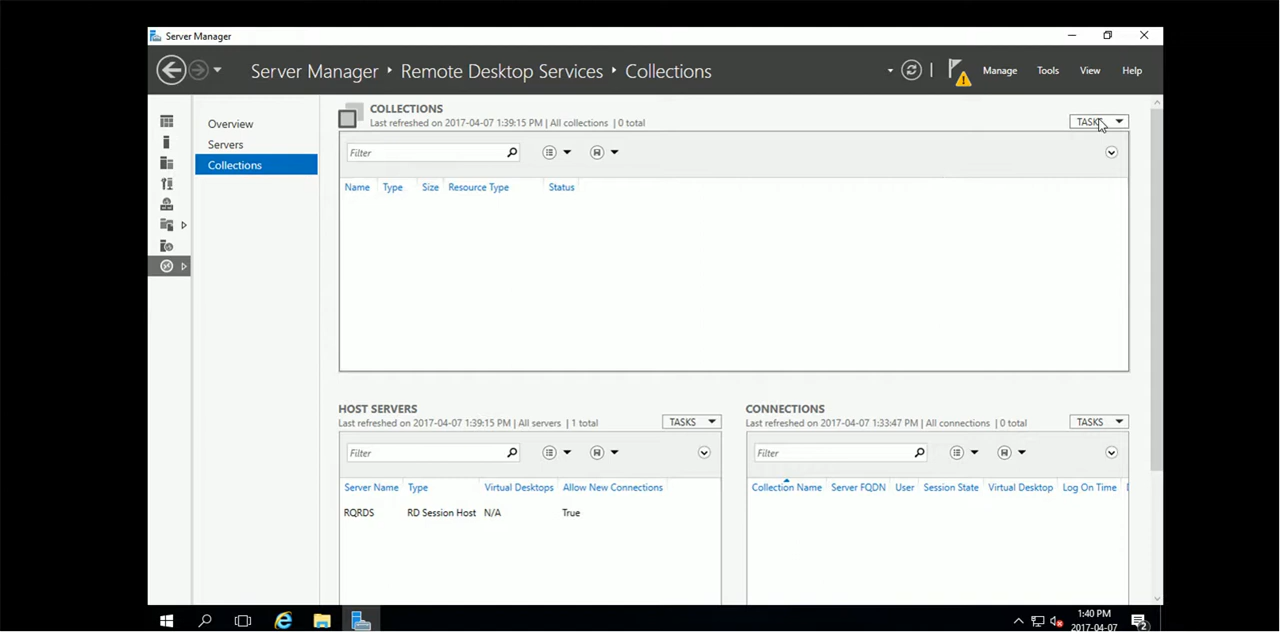 Server Manager
Server Manager ‣ Remote Desktop Services ‣ Collections
Manage Tools View Help
Overview
Servers
Collections
COLLECTIONS
Last refreshed on 2017-04-07 1:39:15 PM | All collections | 0 total
TASKS
Filter
Name Type Size Resource Type Status
HOST SERVERS
Last refreshed on 2017-04-07 1:39:15 PM | All servers | 1 total
TASKS
Filter
Server Name Type Virtual Desktops Allow New Connections
RQRDS RD Session Host N/A True
CONNECTIONS
Last refreshed on 2017-04-07 1:33:47 PM | All connections | 0 total
TASKS
Filter
Collection Name Server FQDN User Session State Virtual Desktop Log On Time
1:40 PM
2017-04-07
2